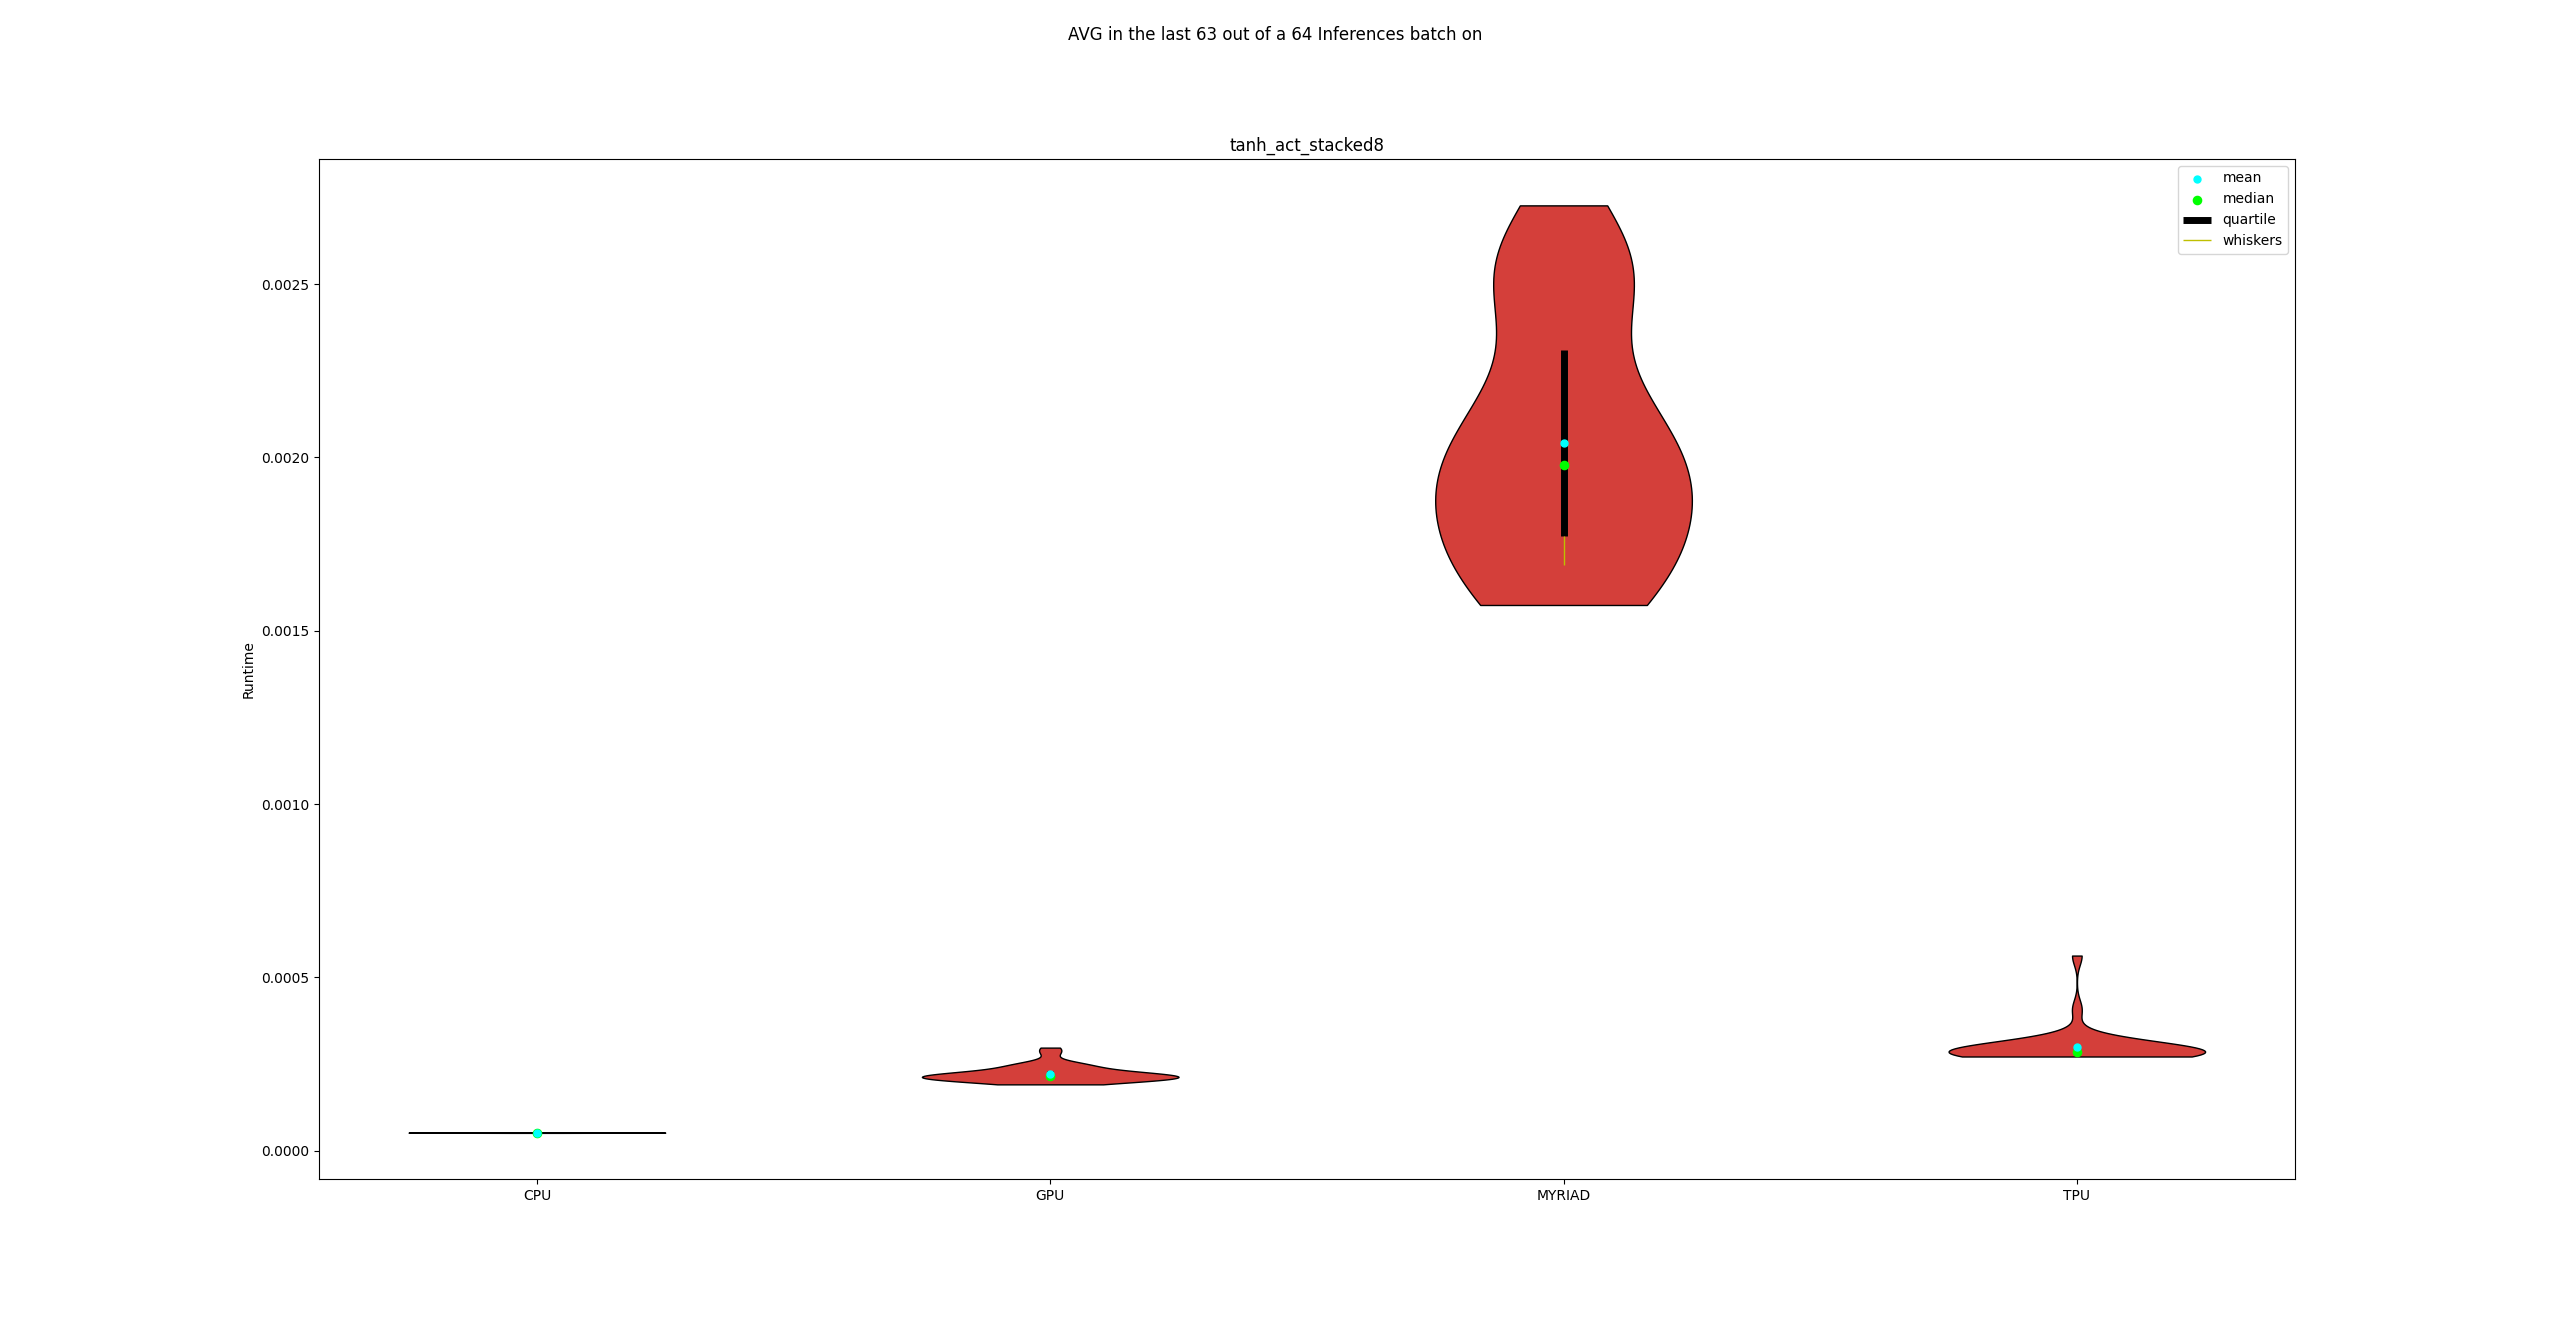 AVG in the last 63 out of a 64 Inferences batch on
tanh_act_stacked8
mean
median
quartile
whiskers
Runtime
0.0025
0.0020
0.0015
0.0010
0.0005
0.0000
CPU GPU MYRIAD TPU